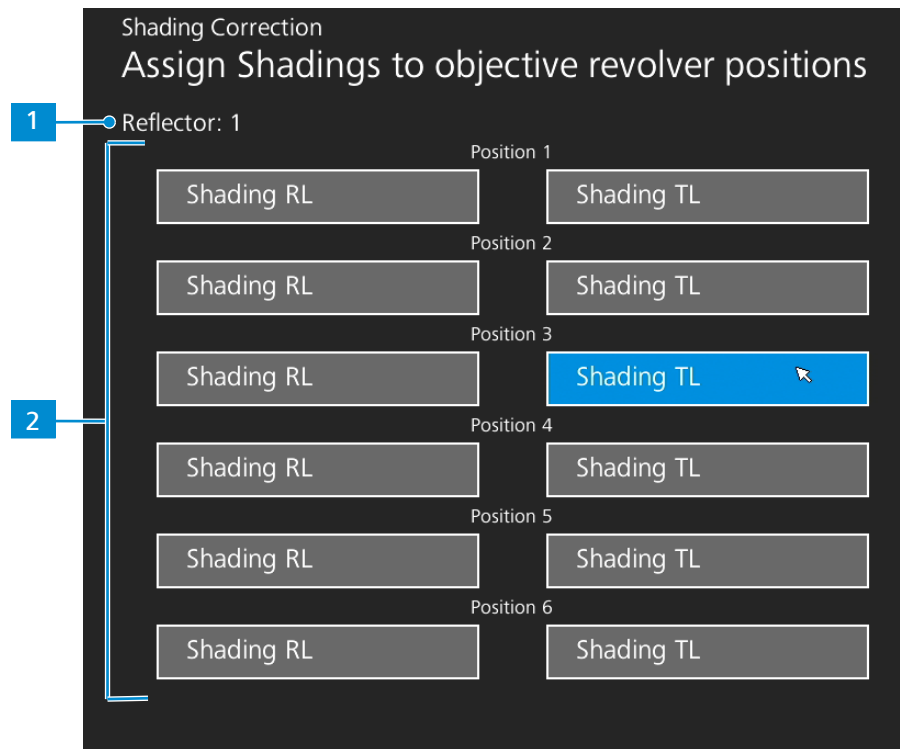 Shading Correction
Assign Shadings to objective revolver positions
1
Reflector: 1
Position 1
Shading RL
Shading TL
Position 2
Shading RL
Shading TL
Position 3
Shading RL
Shading TL
2
Position 4
Shading RL
Shading TL
Position 5
Shading RL
Shading TL
Position 6
Shading RL
Shading TL